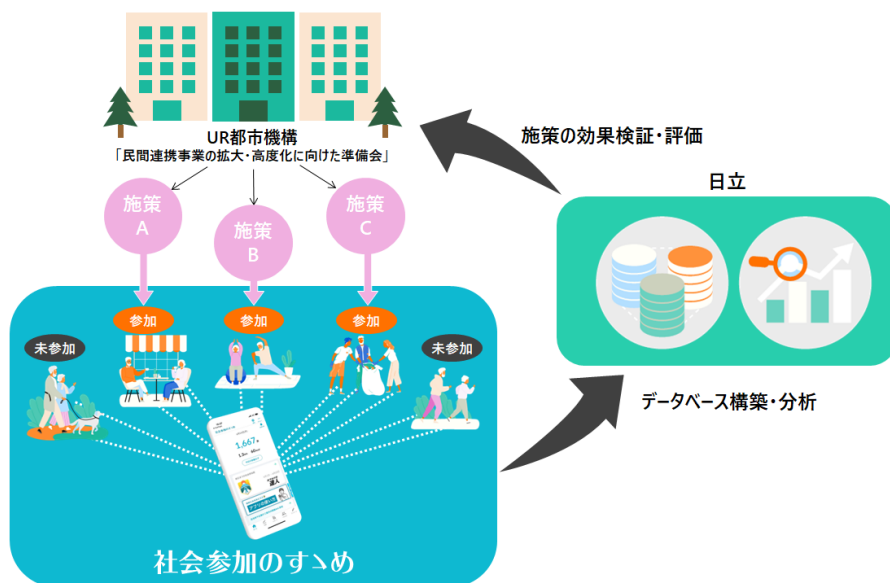 UR都市機構
「民間連携事業の拡大・高度化に向けた準備会」
施策の効果検証・評価
日立
施策
A
施策
B
施策
C
参加
参加
参加
未参加
未参加
1,667
データベース構築・分析
社会参加のすゝめ